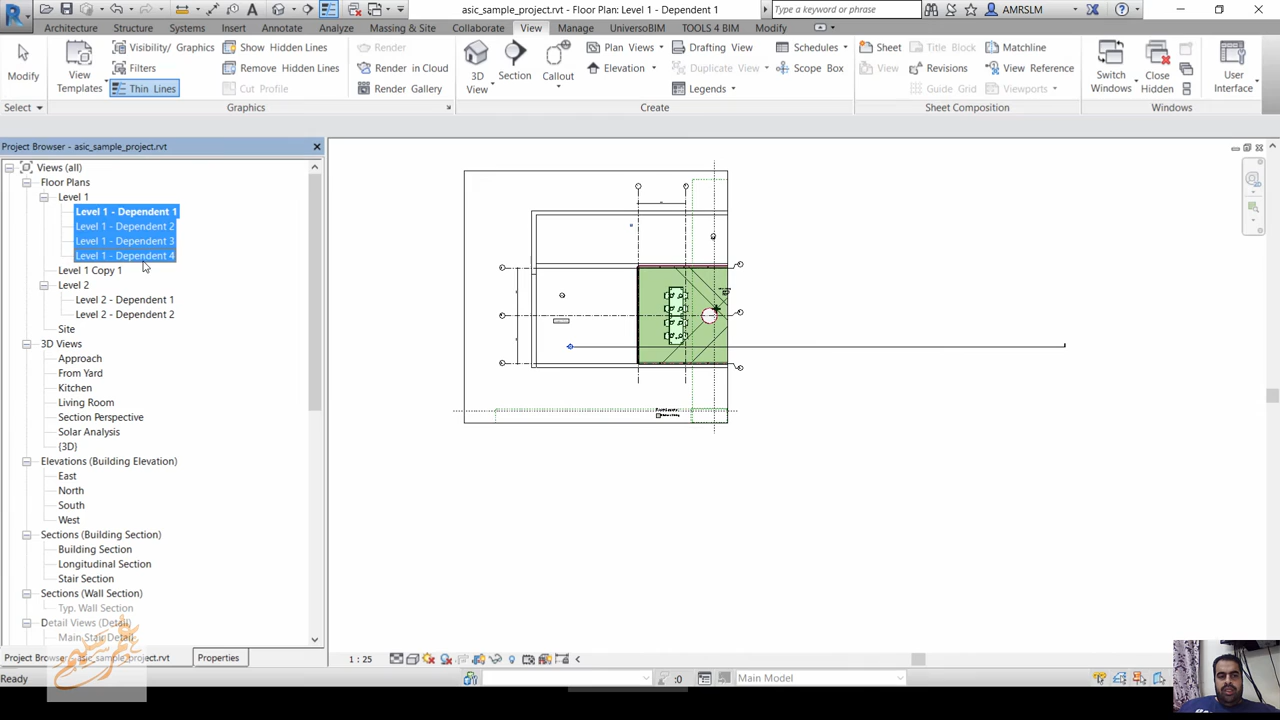 asic_sample_project.rvt - Floor Plan: Level 1 - Dependent 1
Type a keyword or phrase
AMRSLM
Architecture Structure Systems Insert Annotate Analyze Massing & Site Collaborate View Manage UniversoBIM TOOLS 4 BIM Modify
Modify
View Templates
Visibility/ Graphics
Filters
Thin Lines
Show Hidden Lines
Remove Hidden Lines
Cut Profile
Render
Render in Cloud
Render Gallery
3D View
Section
Callout
Plan Views
Elevation
Drafting View
Duplicate View
Legends
Schedules
Scope Box
Sheet
View
Title Block
Revisions
Guide Grid
Matchline
View Reference
Viewports
Switch Windows
Close Hidden
User Interface
Select
Graphics
Create
Sheet Composition
Windows
Project Browser - asic_sample_project.rvt
Views (all)
Floor Plans
Level 1
Level 1 - Dependent 1
Level 1 - Dependent 2
Level 1 - Dependent 3
Level 1 - Dependent 4
Level 1 Copy 1
Level 2
Level 2 - Dependent 1
Level 2 - Dependent 2
Site
3D Views
Approach
From Yard
Kitchen
Living Room
Section Perspective
Solar Analysis
{3D}
Elevations (Building Elevation)
East
North
South
West
Sections (Building Section)
Building Section
Longitudinal Section
Stair Section
Sections (Wall Section)
Typ. Wall Section
Detail Views (Detail)
Main Stair Detail
Project Browser - asic_sample_project.rvt
Properties
1 : 25
Ready
:0
Main Model